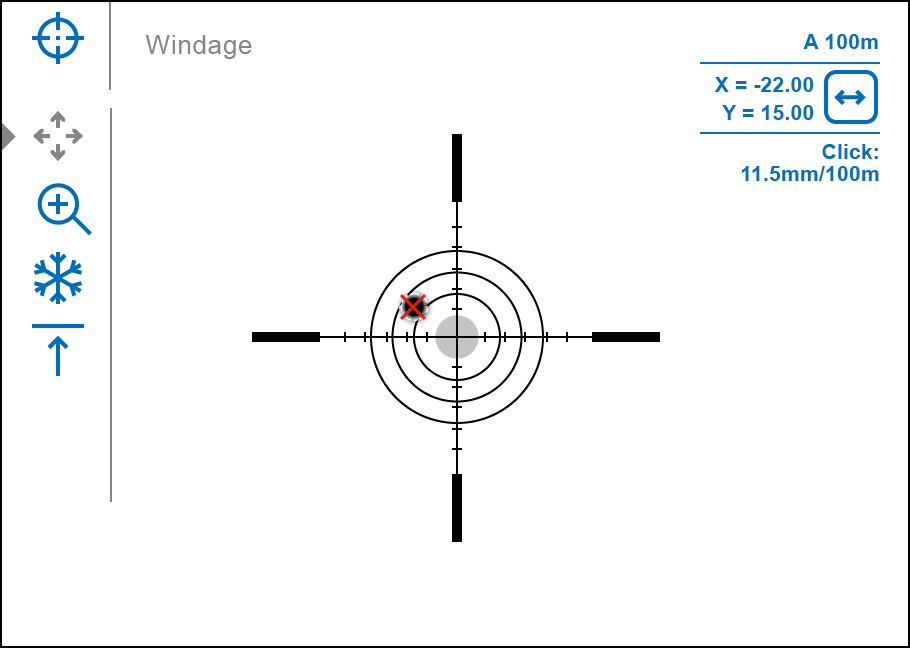 Windage
A 100m
X = -22.00
Y = 15.00
Click:
11.5mm/100m